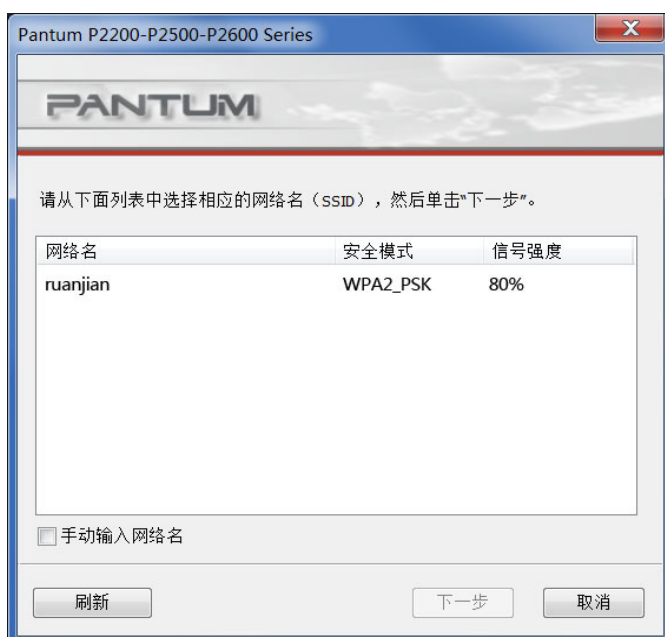 Pantum P2200-P2500-P2600 Series
PANTUM
请从下面列表中选择相应的网络名（SSID），然后单击“下一步”。
网络名 安全模式 信号强度
ruanjian WPA2_PSK 80%
手动输入网络名
刷新 下一步 取消